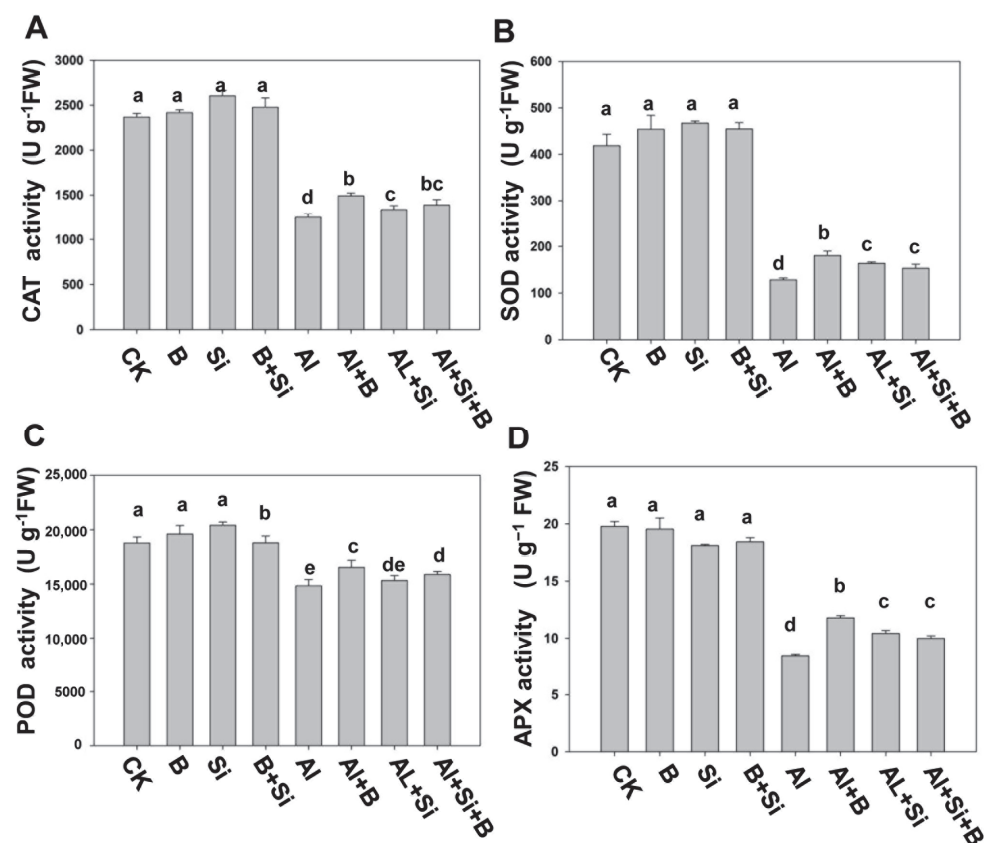 A
CAT activity (U g⁻¹FW)
3000
2500
2000
1500
1000
500
0
a a a a d b c bc
CK B Si B+Si Al Al+B AL+Si Al+Si+B
B
SOD activity (U g⁻¹FW)
600
500
400
300
200
100
0
a a a a d b c c
CK B Si B+Si Al Al+B AL+Si Al+Si+B
C
POD activity (U g⁻¹FW)
25,000
20,000
15,000
10,000
5000
0
a a a b e c de d
CK B Si B+Si Al Al+B AL+Si Al+Si+B
D
APX activity (U g⁻¹ FW)
25
20
15
10
5
0
a a a a d b c c
CK B Si B+Si Al Al+B AL+Si Al+Si+B